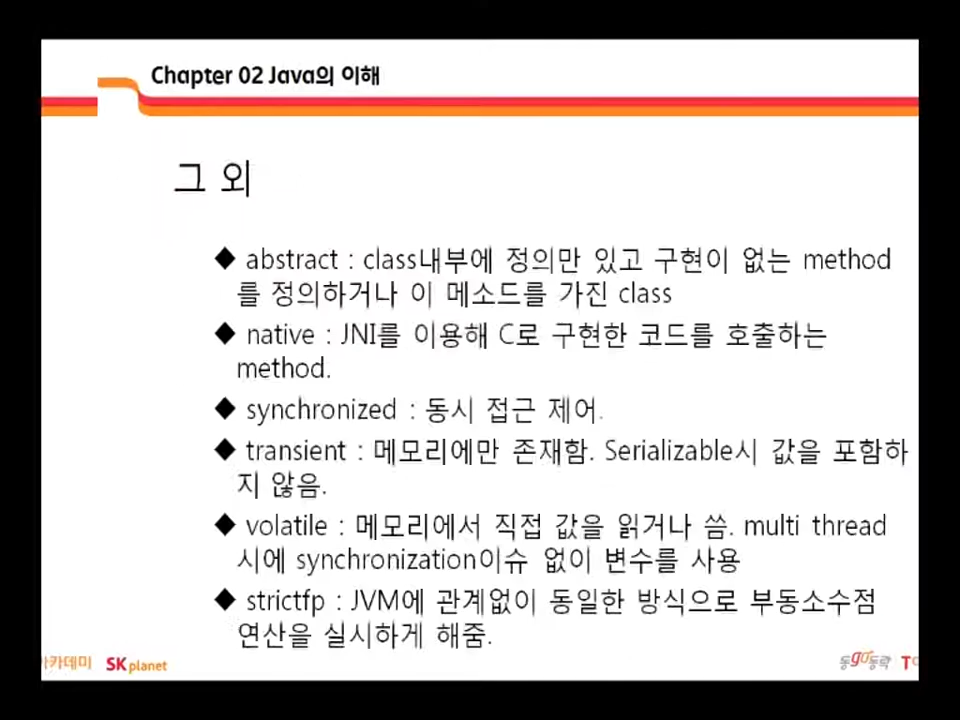 Chapter 02 Java의 이해
그 외
◆ abstract : class내부에 정의만 있고 구현이 없는 method
를 정의하거나 이 메소드를 가진 class
◆ native : JNI를 이용해 C로 구현한 코드를 호출하는
method.
◆ synchronized : 동시 접근 제어.
◆ transient : 메모리에만 존재함. Serializable시 값을 포함하
지 않음.
◆ volatile : 메모리에서 직접 값을 읽거나 씀. multi thread
시에 synchronization이슈 없이 변수를 사용
◆ strictfp : JVM에 관계없이 동일한 방식으로 부동소수점
연산을 실시하게 해줌.
아카데미 SK planet 동go동락 T